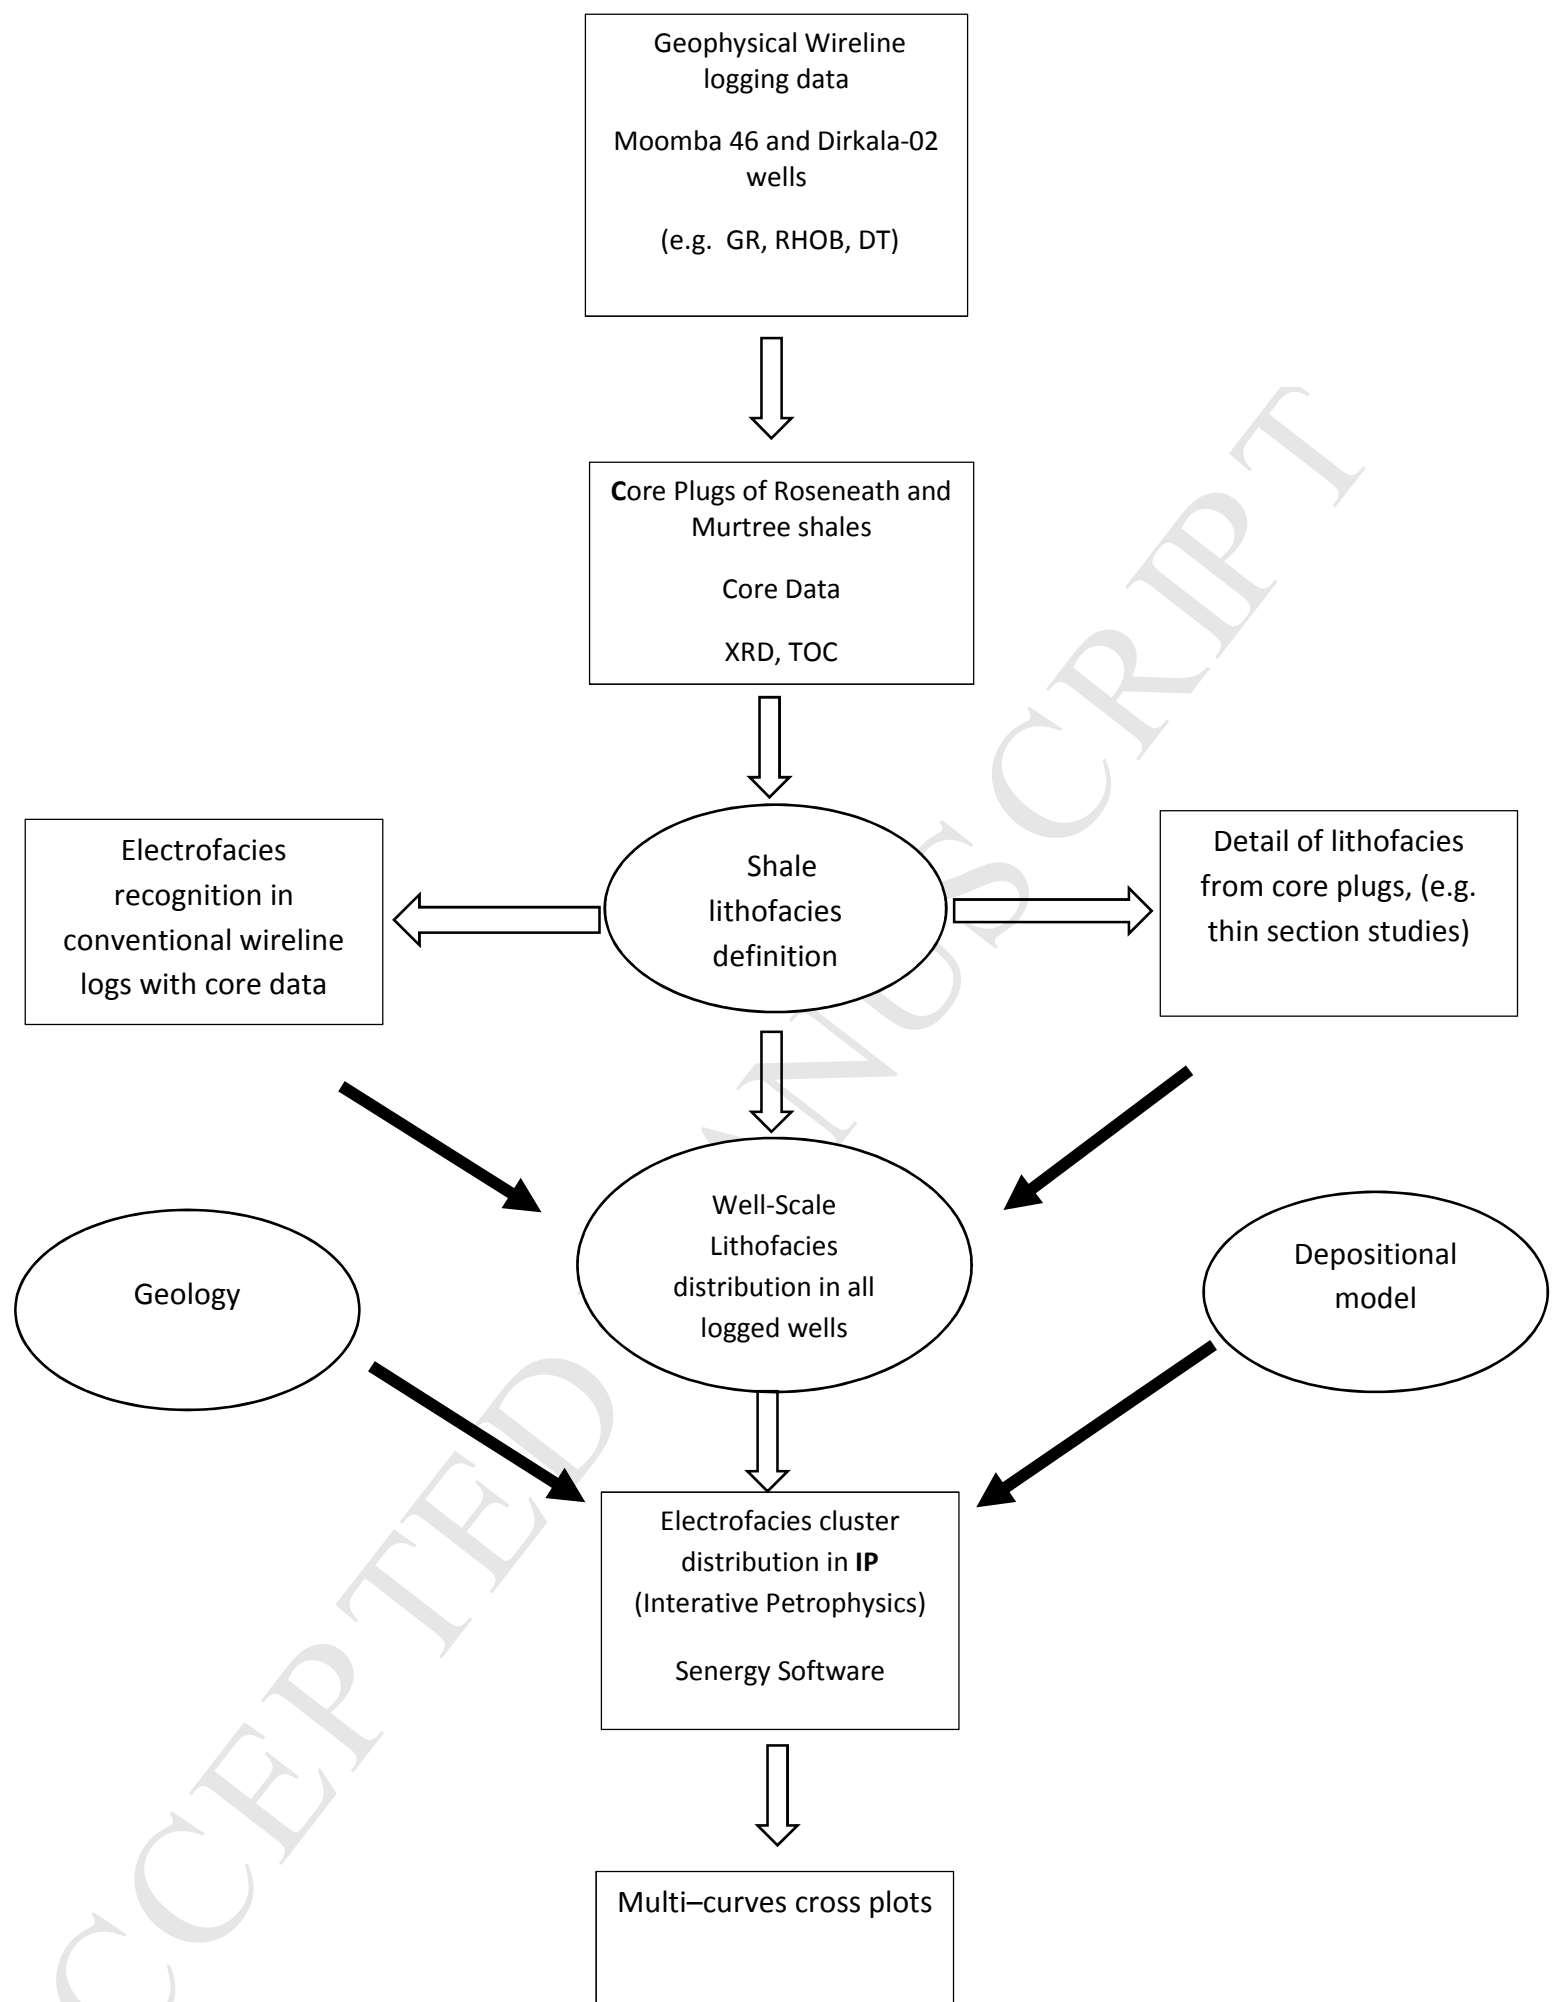 Geophysical Wireline
logging data
Moomba 46 and Dirkala-02
wells
(e.g. GR, RHOB, DT)
Core Plugs of Roseneath and
Murtree shales
Core Data
XRD, TOC
Electrofacies
recognition in
conventional wireline
logs with core data
Shale
lithofacies
definition
Detail of lithofacies
from core plugs, (e.g.
thin section studies)
Geology
Well-Scale
Lithofacies
distribution in all
logged wells
Depositional
model
Electrofacies cluster
distribution in IP
(Interative Petrophysics)
Senergy Software
Multi–curves cross plots
CCEPTED ANUSCRIPT